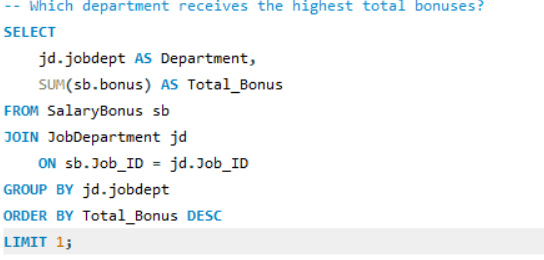 -- Which department receives the highest total bonuses?
SELECT
    jd.jobdept AS Department,
    SUM(sb.bonus) AS Total_Bonus
FROM SalaryBonus sb
JOIN JobDepartment jd
    ON sb.Job_ID = jd.Job_ID
GROUP BY jd.jobdept
ORDER BY Total_Bonus DESC
LIMIT 1;